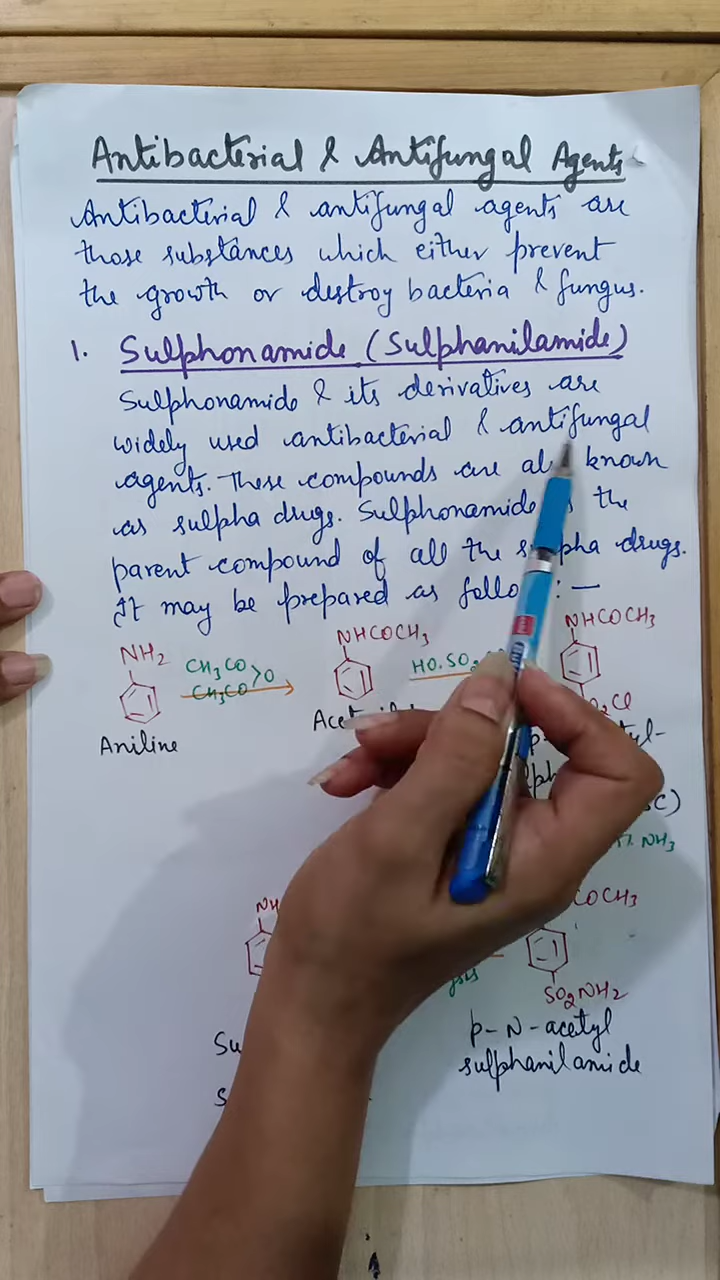 Antibacterial & Antifungal Agents
Antibacterial & antifungal agents are
those substances which either prevent
the growth or destroy bacteria & fungus.
1. Sulphonamide (Sulphanilamide)
Sulphonamide & its derivatives are
widely used antibacterial & antifungal
agents. These compounds are known
as sulpha drugs. Sulphonamide the
parent compound of all the drugs.
It may be prepared as :—
NHCOCH3 NHCOCH3
NH2 CH3CO
CH3CO >O HO.SO2
Aniline
NH3
COCH3
SO2NH2
p-N-acetyl
sulphanilamide